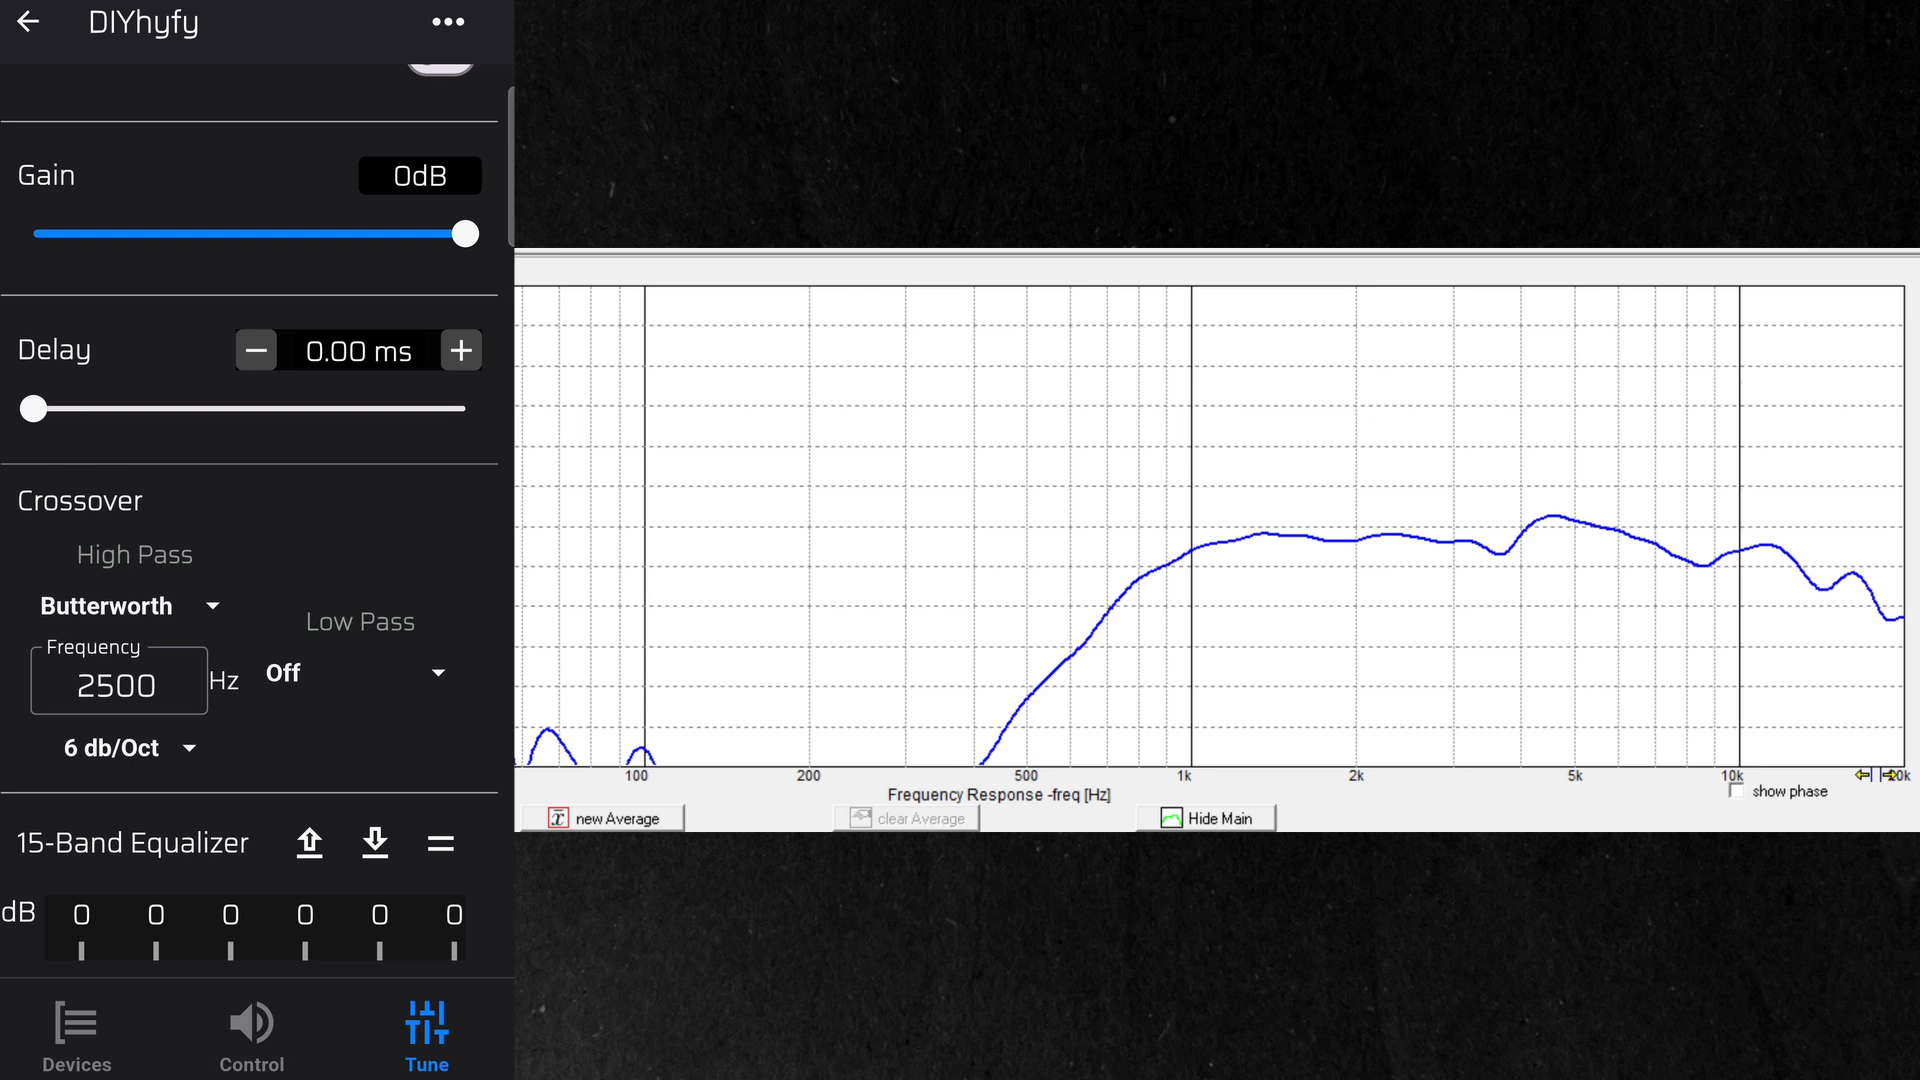 DIYhyfy
Gain
0dB
Delay
0.00 ms
Crossover
High Pass
Butterworth
Low Pass
Frequency
2500
Hz
Off
6 db/Oct
15-Band Equalizer
dB
0 0 0 0 0 0
Devices
Control
Tune
100 200 500 1k 2k 5k 10k
Frequency Response -freq [Hz]
show phase
new Average
clear Average
Hide Main